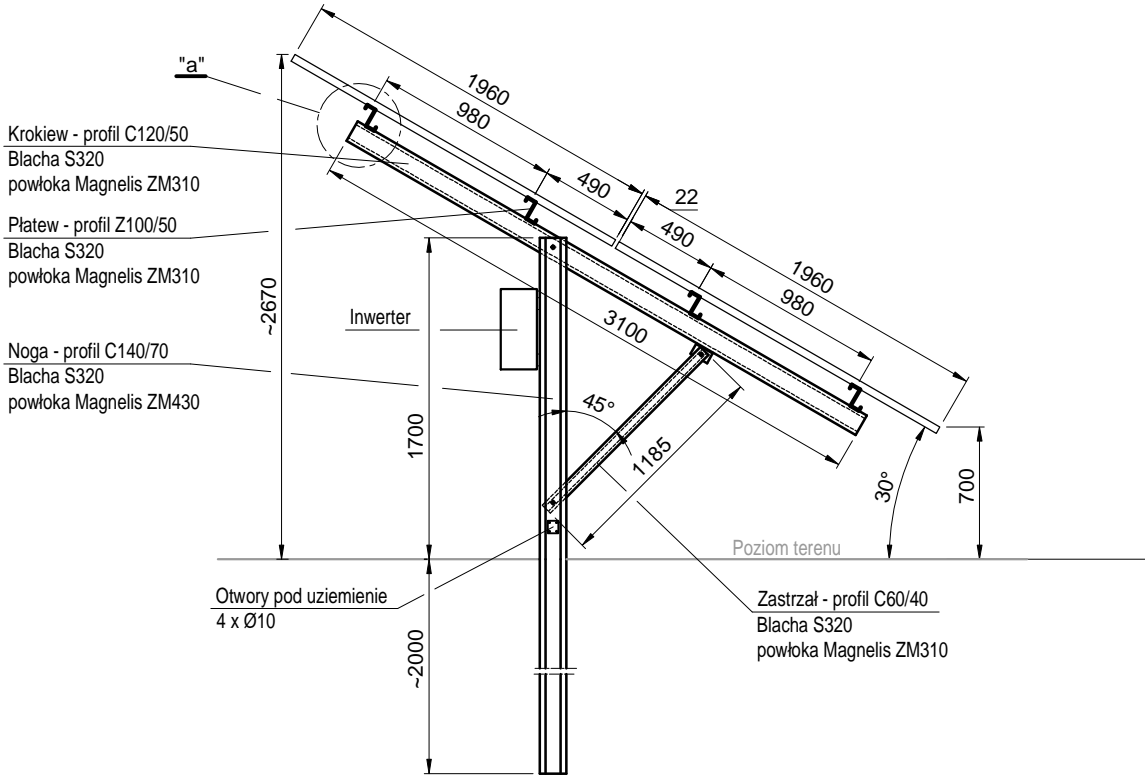 "a"
Krokiew - profil C120/50
Blacha S320
powłoka Magnelis ZM310
Płatew - profil Z100/50
Blacha S320
powłoka Magnelis ZM310
Noga - profil C140/70
Blacha S320
powłoka Magnelis ZM430
~2670
1960
980
490
22
490
1960
980
3100
Inwerter
1700
45°
1185
30°
700
Poziom terenu
Otwory pod uziemienie
4 x Ø10
~2000
Zastrzał - profil C60/40
Blacha S320
powłoka Magnelis ZM310